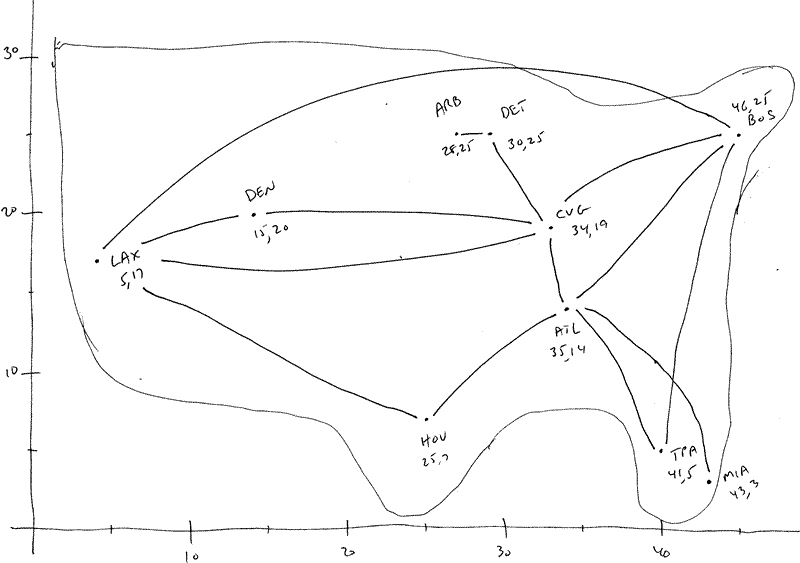 30
46,25
BOS
ARB
DET
28,25
30,25
20
DEN
15,20
CVG
34,19
LAX
5,17
ATL
35,14
10
HOU
25,7
TPA
41,5
MIA
43,3
10
20
30
40